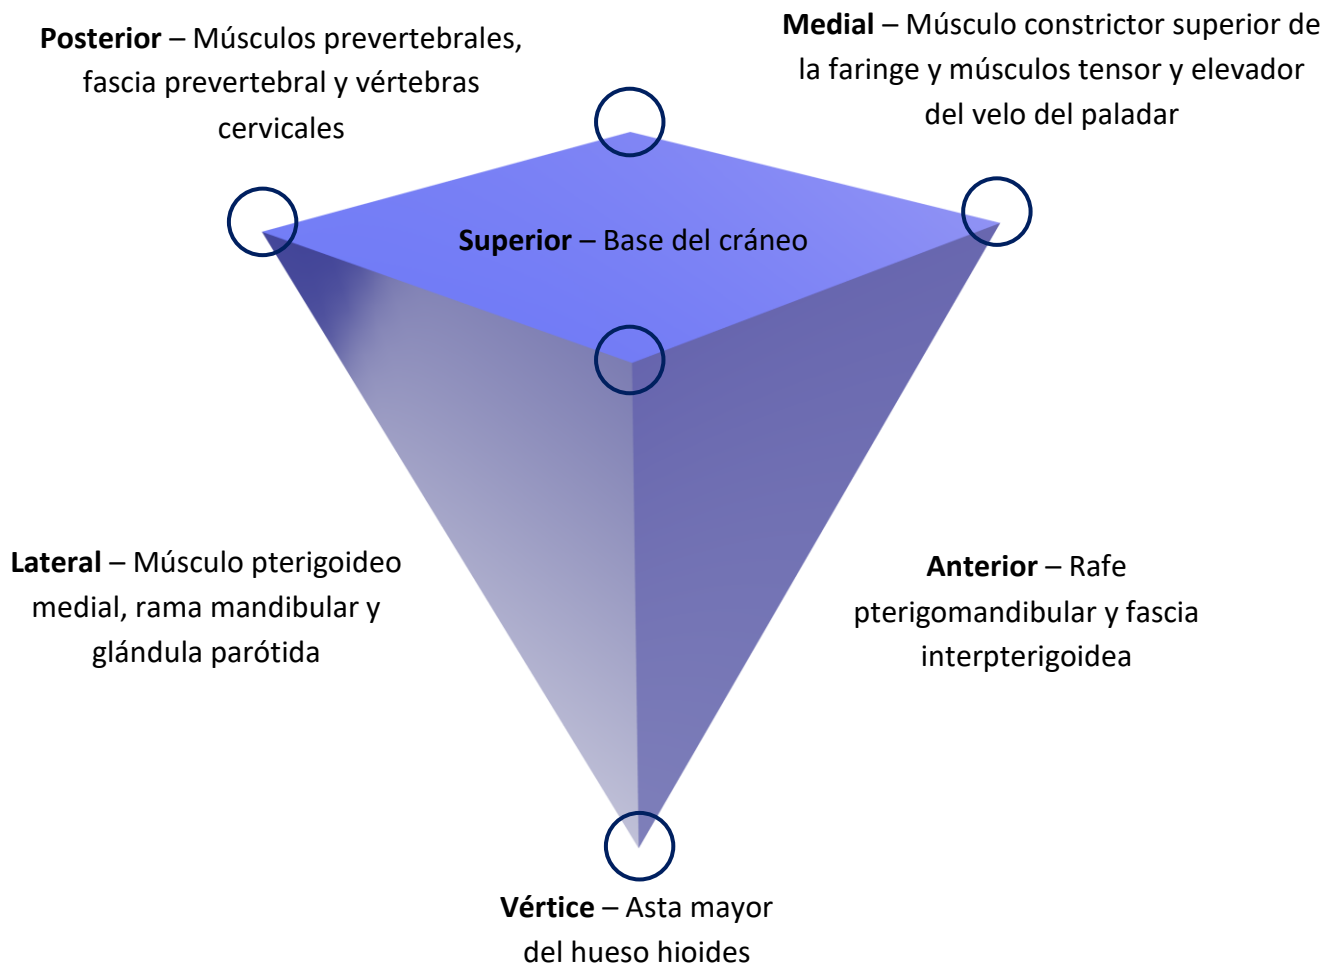 Posterior – Músculos prevertebrales,
fascia prevertebral y vértebras
cervicales
Medial – Músculo constrictor superior de
la faringe y músculos tensor y elevador
del velo del paladar
Superior – Base del cráneo
Lateral – Músculo pterigoideo
medial, rama mandibular y
glándula parótida
Anterior – Rafe
pterigomandibular y fascia
interpterigoidea
Vértice – Asta mayor
del hueso hioides